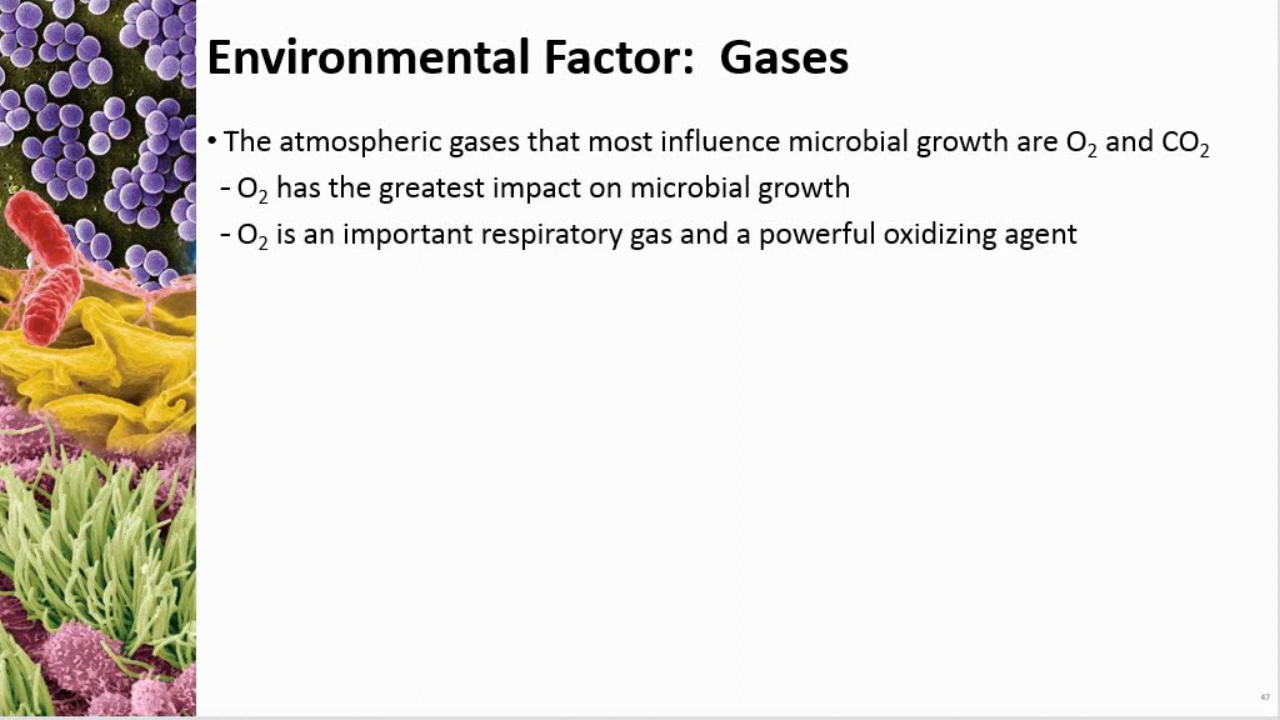 Environmental Factor:  Gases
• The atmospheric gases that most influence microbial growth are O₂ and CO₂
- O₂ has the greatest impact on microbial growth
- O₂ is an important respiratory gas and a powerful oxidizing agent
47